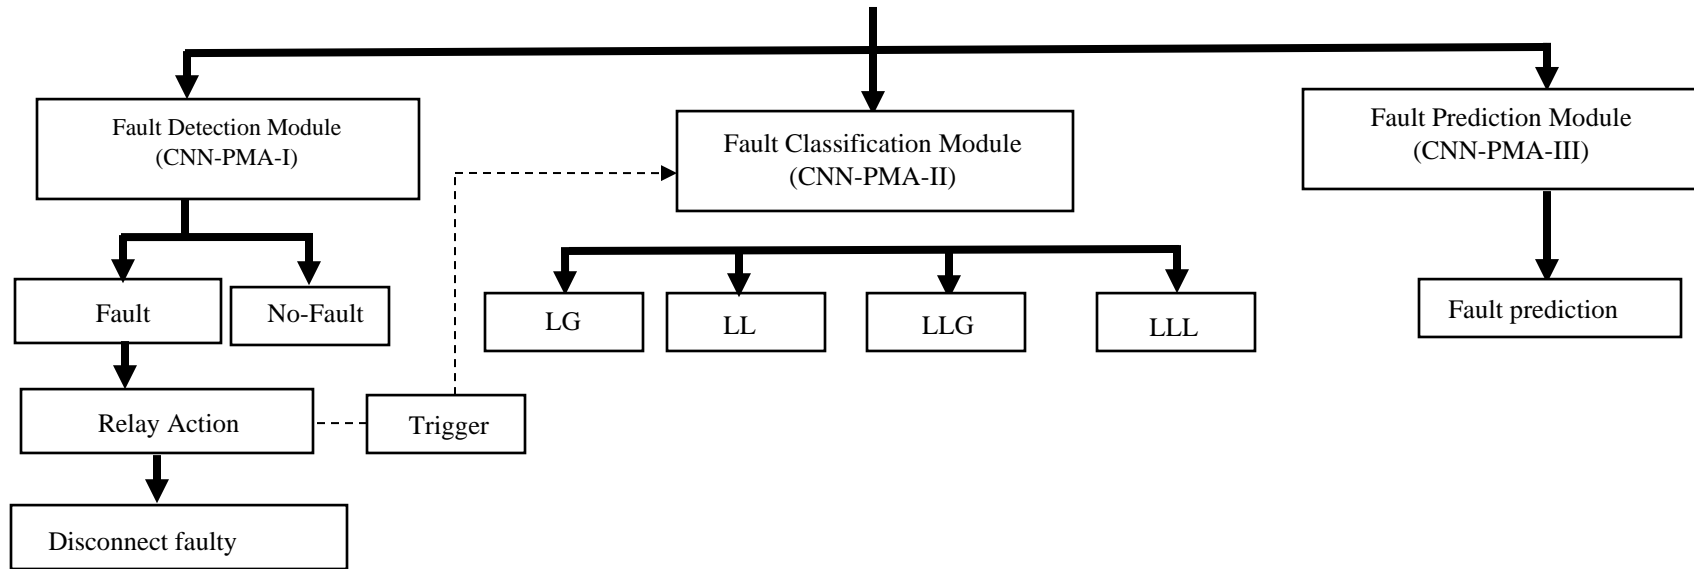 Fault Detection Module
(CNN-PMA-I)
Fault Classification Module
(CNN-PMA-II)
Fault Prediction Module
(CNN-PMA-III)
Fault
No-Fault
LG
LL
LLG
LLL
Fault prediction
Relay Action
Trigger
Disconnect faulty